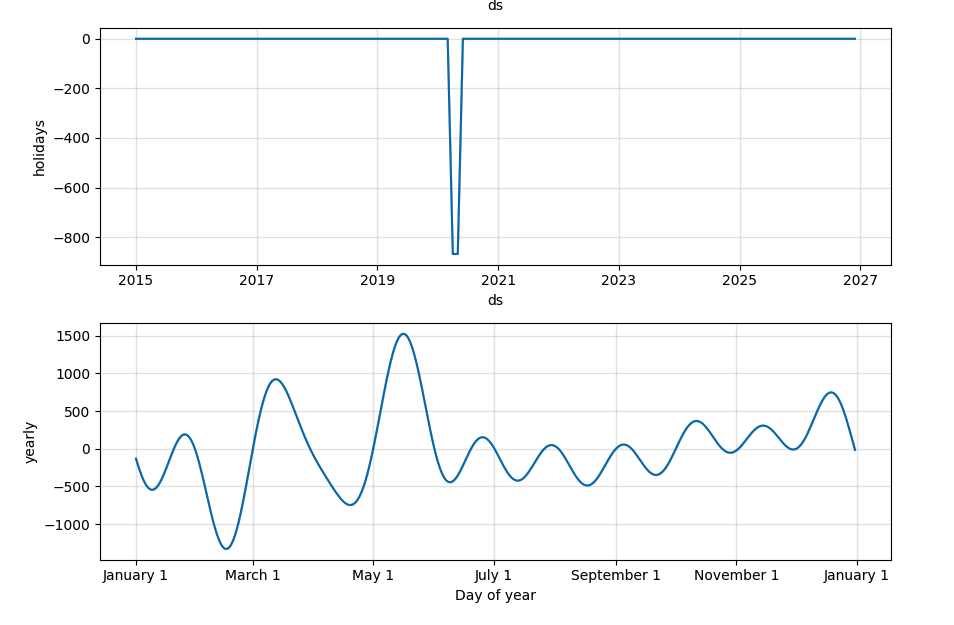 ds
0
−200
−400
−600
−800
holidays
2015 2017 2019 2021 2023 2025 2027
ds
1500
1000
500
0
−500
−1000
yearly
January 1 March 1 May 1 July 1 September 1 November 1 January 1
Day of year